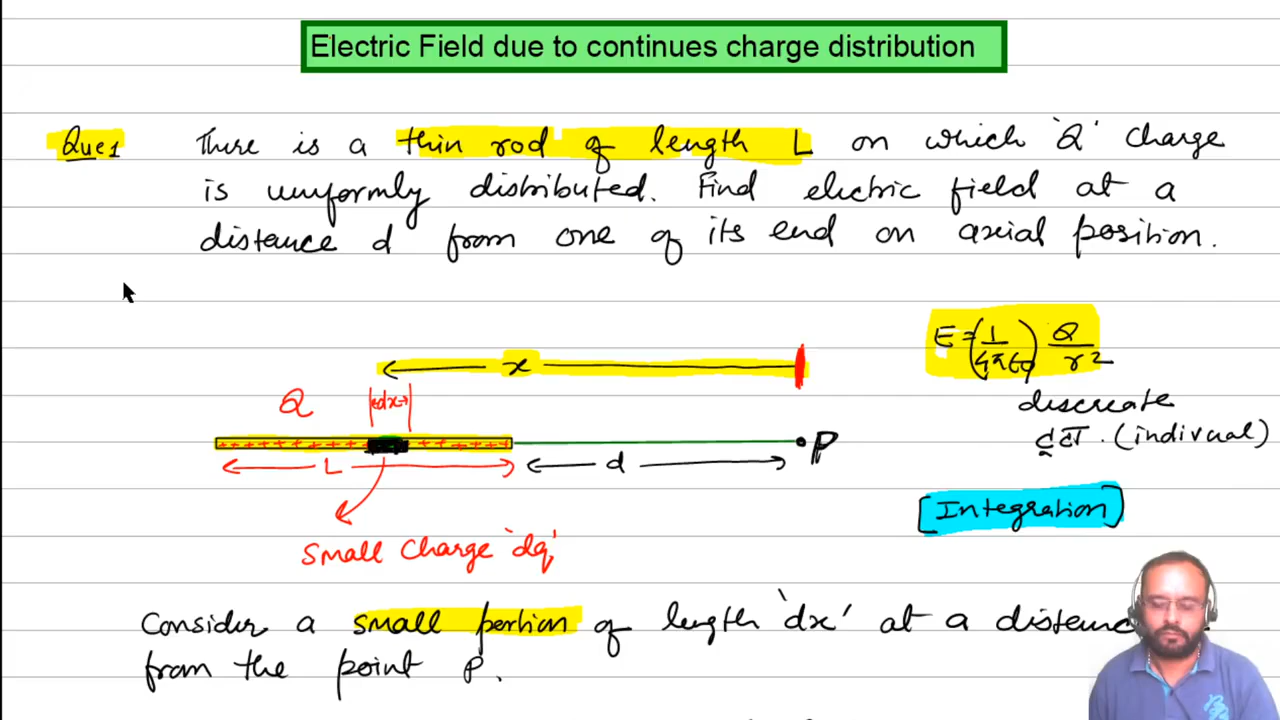 Electric Field due to continues charge distribution
Que1 There is a thin rod of length L on which 'Q' charge
is uniformly distributed. Find electric field at a
distance d from one of its end on axial position.
E = (1/4πε0) Q/r²
x
discreate
Q
dx
(indivual)
P
L
d
[Integration]
Small Charge 'dq'
Consider a small portion of length 'dx' at a distanc
from the point P.